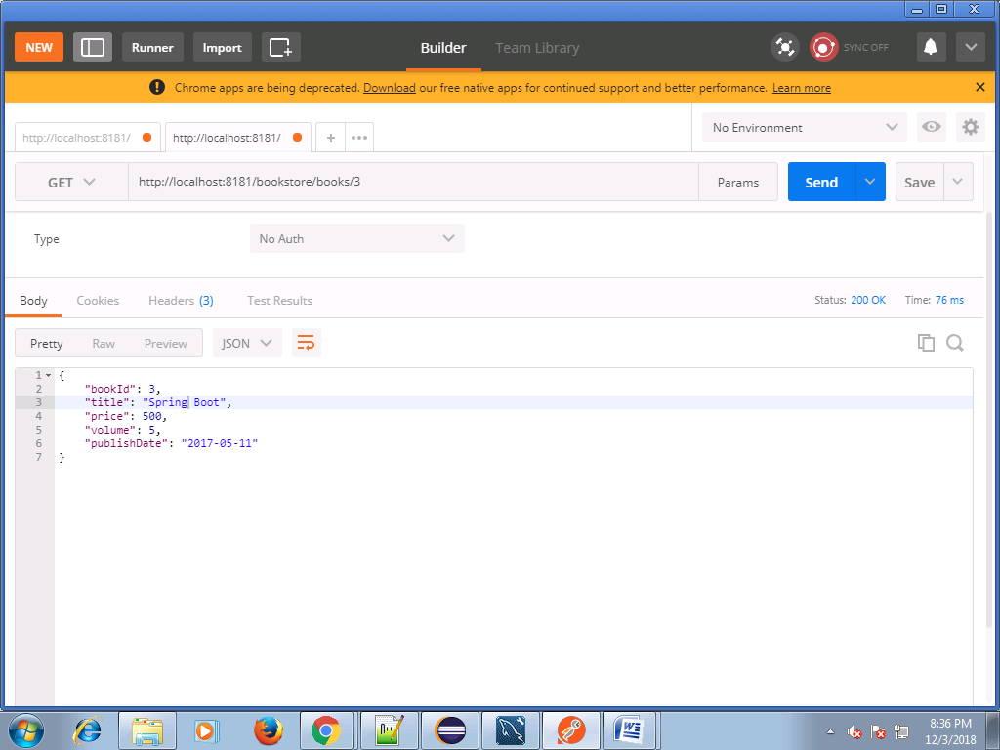 NEW Runner Import Builder Team Library SYNC OFF
! Chrome apps are being deprecated. Download our free native apps for continued support and better performance. Learn more ✕
http://localhost:8181/ http://localhost:8181/ + ••• No Environment
GET http://localhost:8181/bookstore/books/3 Params Send Save
Type No Auth
Body Cookies Headers (3) Test Results Status: 200 OK Time: 76 ms
Pretty Raw Preview JSON
1 {
2 "bookId": 3,
3 "title": "Spring Boot",
4 "price": 500,
5 "volume": 5,
6 "publishDate": "2017-05-11"
7 }
8:36 PM
12/3/2018